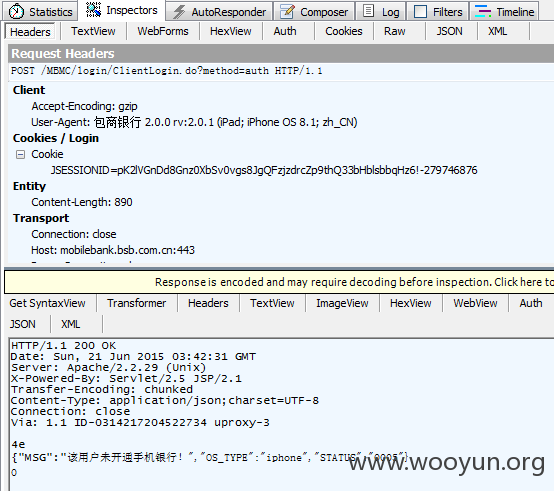 Statistics Inspectors AutoResponder Composer Log Filters Timeline
Headers TextView WebForms HexView Auth Cookies Raw JSON XML
Request Headers
POST /MBMC/login/ClientLogin.do?method=auth HTTP/1.1
Client
Accept-Encoding: gzip
User-Agent: 包商银行 2.0.0 rv:2.0.1 (iPad; iPhone OS 8.1; zh_CN)
Cookies / Login
Cookie
JSESSIONID=pK2lVGnDd8Gnz0XbSv0vgs8JgQFzjzdrcZp9thQ33bHblsbbqHz6!-279746876
Entity
Content-Length: 890
Transport
Connection: close
Host: mobilebank.bsb.com.cn:443
Response is encoded and may require decoding before inspection. Click here to
Get SyntaxView Transformer Headers TextView ImageView HexView WebView Auth
JSON XML
HTTP/1.1 200 OK
Date: Sun, 21 Jun 2015 03:42:31 GMT
Server: Apache/2.2.29 (Unix)
X-Powered-By: Servlet/2.5 JSP/2.1
Transfer-Encoding: chunked
Content-Type: application/json;charset=UTF-8
Connection: close
Via: 1.1 ID-0314217204522734 uproxy-3
4e
{"MSG":"该用户未开通手机银行！","OS_TYPE":"iphone","STATUS":"0005"}
0
www.wooyun.org